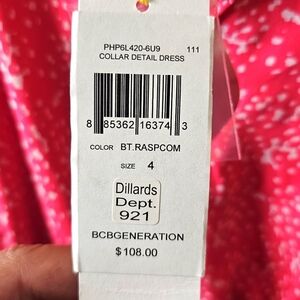 PHP6L420-6U9 111
COLLAR DETAIL DRESS
8 85362 16374 3
COLOR BT.RASPCOM
SIZE 4
Dillards
Dept.
921
BCBGENERATION
$108.00